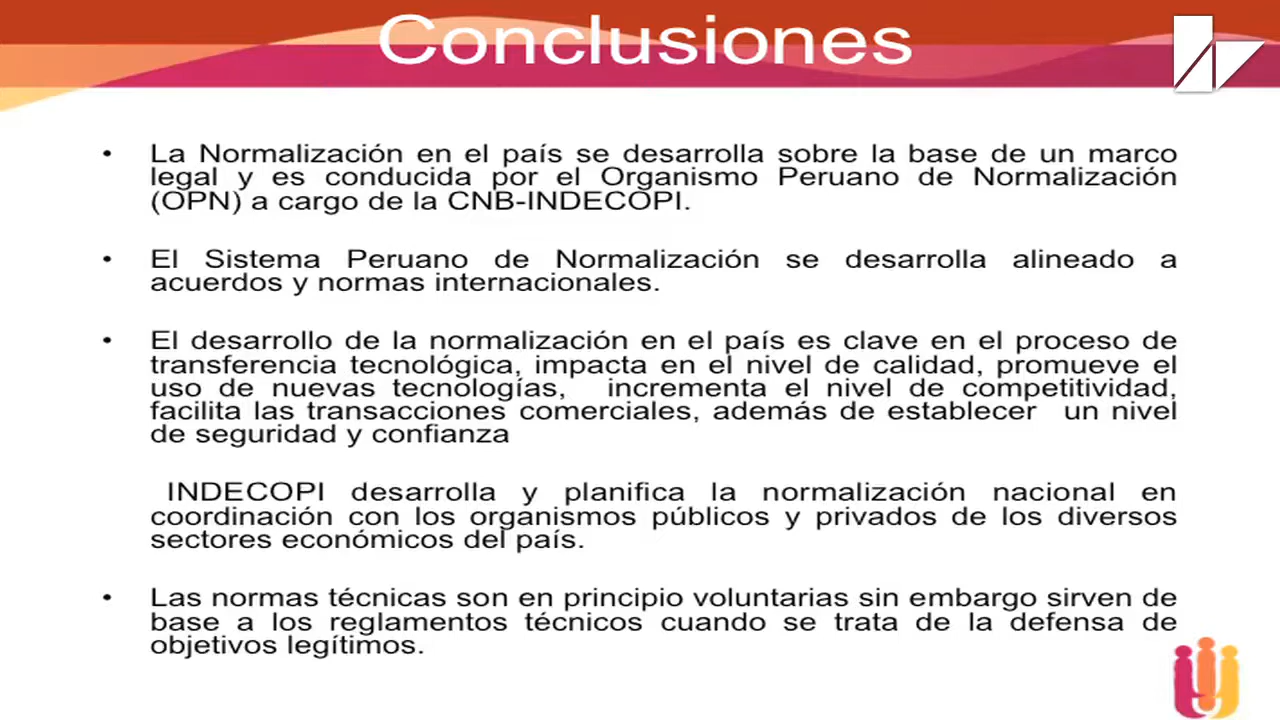 Conclusiones
• La Normalización en el país se desarrolla sobre la base de un marco
legal y es conducida por el Organismo Peruano de Normalización
(OPN) a cargo de la CNB-INDECOPI.
• El Sistema Peruano de Normalización se desarrolla alineado a
acuerdos y normas internacionales.
• El desarrollo de la normalización en el país es clave en el proceso de
transferencia tecnológica, impacta en el nivel de calidad, promueve el
uso de nuevas tecnologías, incrementa el nivel de competitividad,
facilita las transacciones comerciales, además de establecer un nivel
de seguridad y confianza
INDECOPI desarrolla y planifica la normalización nacional en
coordinación con los organismos públicos y privados de los diversos
sectores económicos del país.
• Las normas técnicas son en principio voluntarias sin embargo sirven de
base a los reglamentos técnicos cuando se trata de la defensa de
objetivos legítimos.